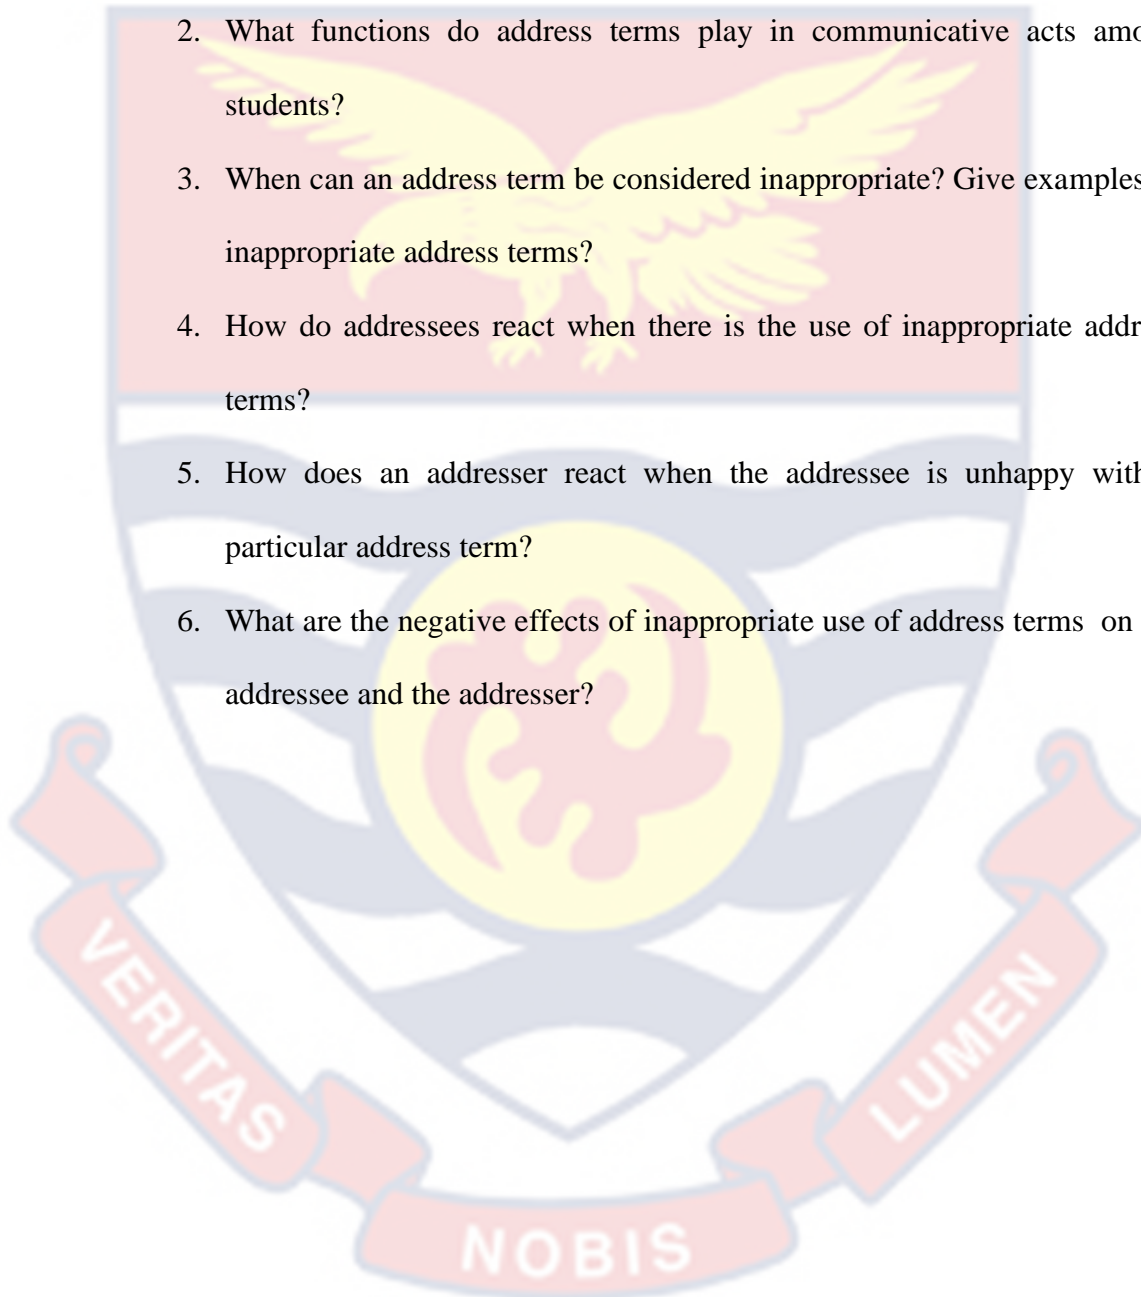 2. What functions do address terms play in communicative acts amo
students?
3. When can an address term be considered inappropriate? Give examples
inappropriate address terms?
4. How do addressees react when there is the use of inappropriate addr
terms?
5. How does an addresser react when the addressee is unhappy with
particular address term?
6. What are the negative effects of inappropriate use of address terms on
addressee and the addresser?
VERITAS
NOBIS
LUMEN